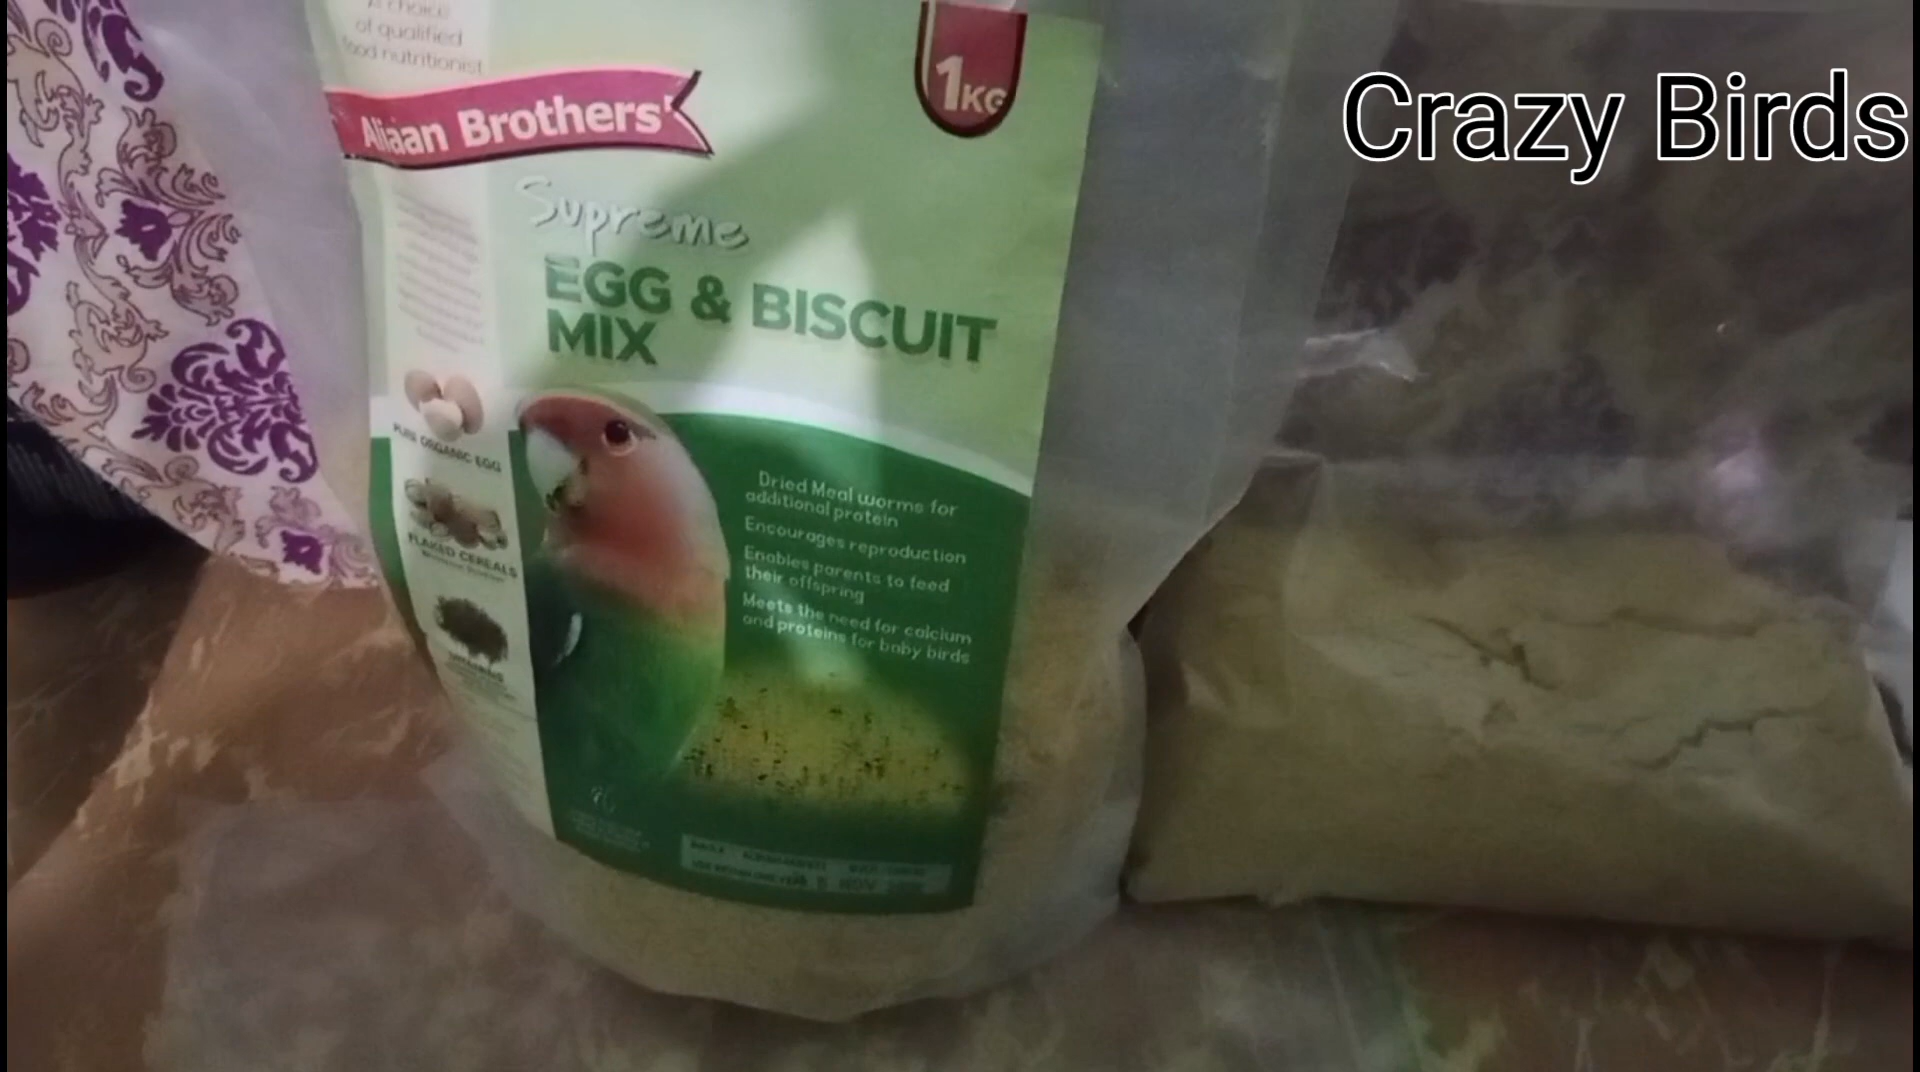 A choice
of qualified
food nutritionist
1KG
Crazy Birds
Aliaan Brothers'
Supreme
EGG & BISCUIT
MIX
PURE ORGANIC EGG
FLAKED CEREALS
Dried Meal worms for
additional protein
Encourages reproduction
Enables parents to feed
their offspring
Meets the need for calcium
and proteins for baby birds